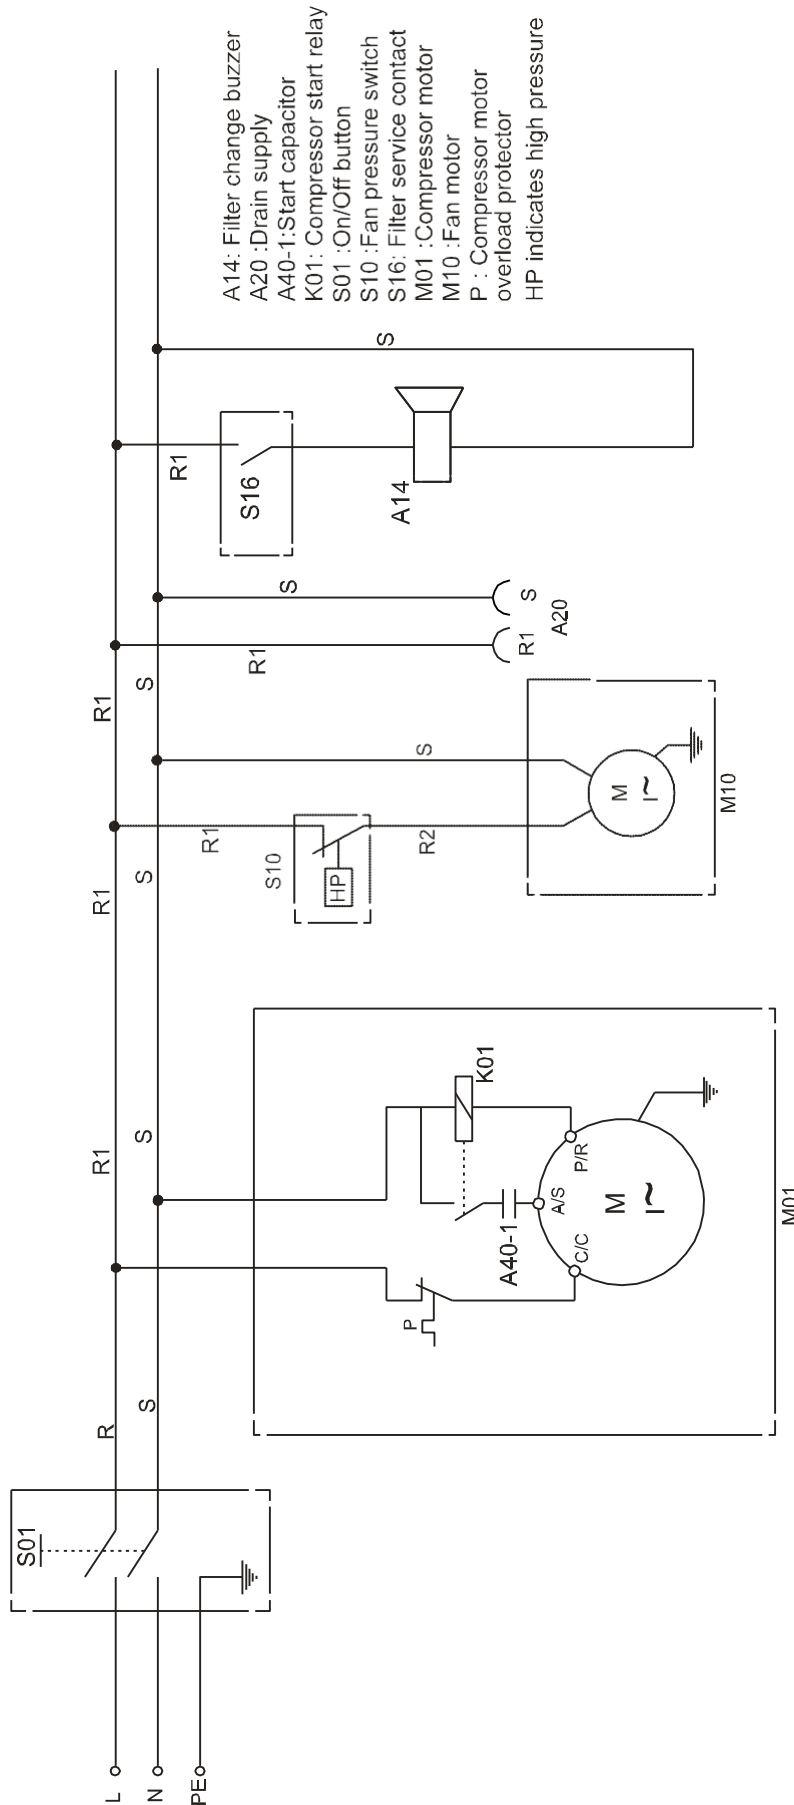 L
N
PE
S01
R
S
R1
S
P
A40-1
K01
C/C
A/S
P/R
M
1~
M01
R1
S
S10
HP
R1
R2
S
M
1~
M10
R1
S
R1
S
R1
S
A20
R1
S16
A14
S
A14: Filter change buzzer
A20 :Drain supply
A40-1:Start capacitor
K01: Compressor start relay
S01 :On/Off button
S10 :Fan pressure switch
S16: Filter service contact
M01 :Compressor motor
M10 :Fan motor
P : Compressor motor
overload protector
HP indicates high pressure